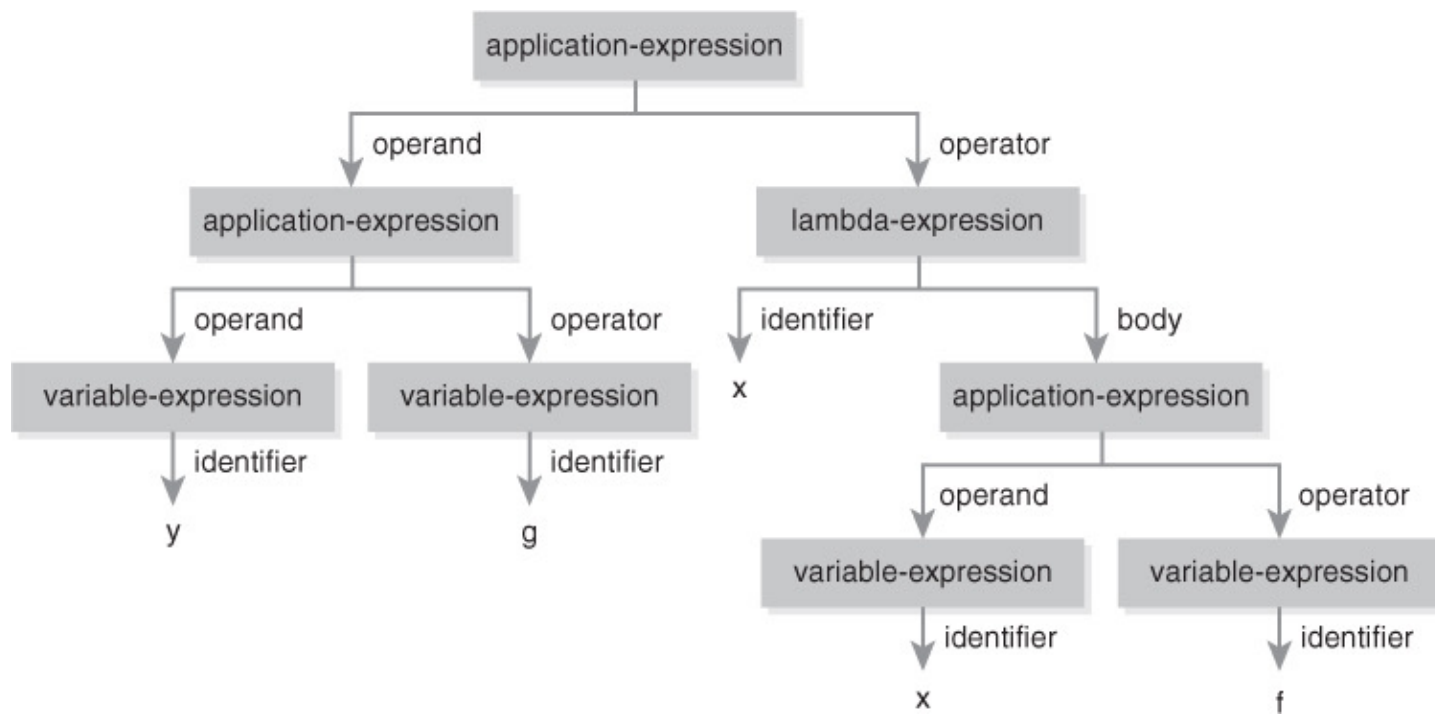 application-expression
operand
operator
application-expression
lambda-expression
operand
operator
identifier
body
variable-expression
variable-expression
x
application-expression
identifier
identifier
operand
operator
y
g
variable-expression
variable-expression
identifier
identifier
x
f